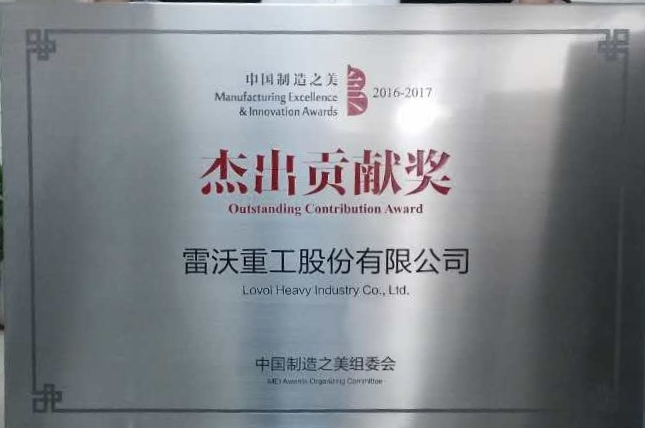 中国制造之美
Manufacturing Excellence
& Innovation Awards
2016-2017
杰出贡献奖
Outstanding Contribution Award
雷沃重工股份有限公司
Lovol Heavy Industry Co., Ltd.
中国制造之美组委会
MEI Awards Organizing Committee